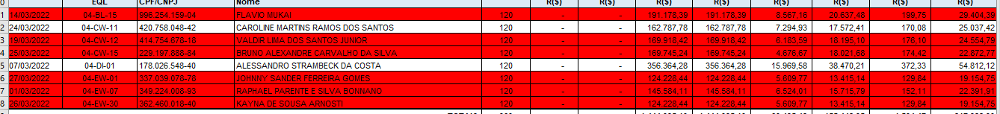 EQL CPF/CNPJ Nome R($) R($) R($) R($) R($) R($) R($) R($)
1 14/03/2022 04-BL-15 996.254.159-04 FLAVIO MUKAI 120 - - 191.178,39 191.178,39 8.567,16 20.637,48 199,75 29.404,39
2 24/03/2022 04-CW-11 420.758.048-42 CAROLINE MARTINS RAMOS DOS SANTOS 120 - - 162.787,78 162.787,78 7.294,93 17.572,41 170,08 25.037,42
3 19/03/2022 04-CW-12 414.754.678-16 VALDIR LIMA DOS SANTOS JUNIOR 120 - - 169.918,42 169.918,42 6.183,59 18.195,10 176,10 24.554,79
4 25/03/2022 04-CW-15 229.197.888-84 BRUNO ALEXANDRE CARVALHO DA SILVA 120 - - 169.745,24 169.745,24 4.676,67 18.021,68 174,42 22.872,77
5 07/03/2022 04-DI-01 178.026.548-40 ALESSANDRO STRAMBECK DA COSTA 120 - - 356.364,28 356.364,28 15.969,58 38.470,21 372,33 54.812,12
6 27/03/2022 04-EW-01 337.039.078-78 JOHNNY SANDER FERREIRA GOMES 120 - - 124.228,44 124.228,44 5.609,77 13.415,14 129,84 19.154,75
7 01/03/2022 04-EW-07 349.224.008-93 RAPHAEL PARENTE E SILVA BONNANO 120 - - 145.584,11 145.584,11 6.524,01 15.715,79 152,11 22.391,91
8 26/03/2022 04-EW-30 362.460.018-40 KAYNA DE SOUSA ARNOSTI 120 - - 124.228,44 124.228,44 5.609,77 13.415,14 129,84 19.154,75